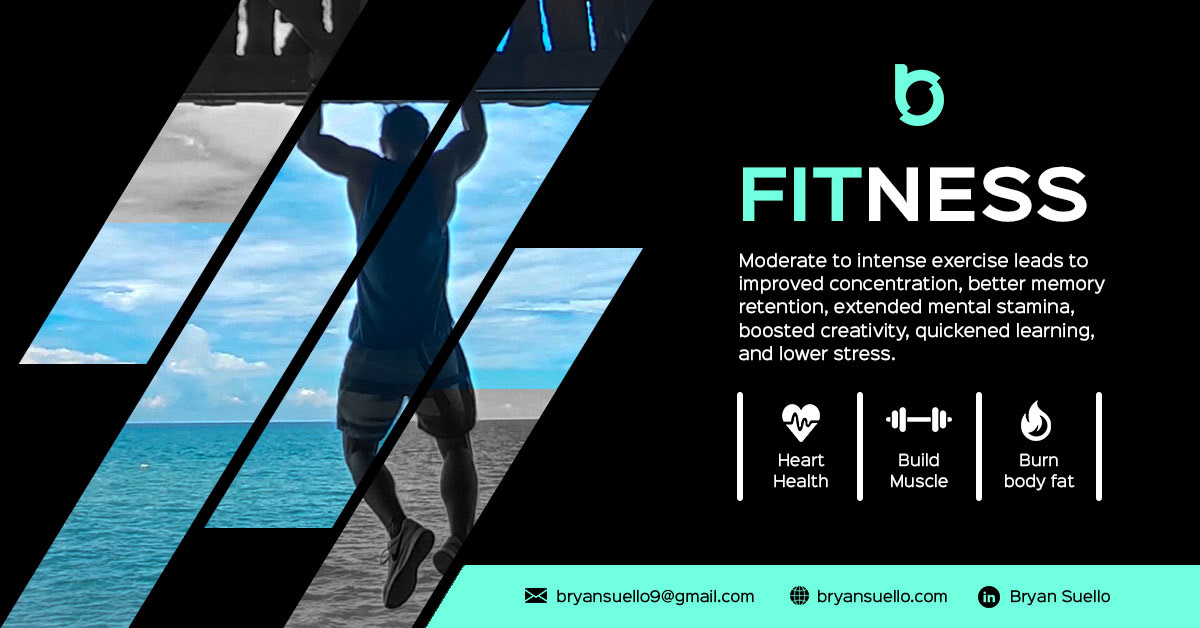 FITNESS
Moderate to intense exercise leads to
improved concentration, better memory
retention, extended mental stamina,
boosted creativity, quickened learning,
and lower stress.
Heart
Health
Build
Muscle
Burn
body fat
bryansuello9@gmail.com
bryansuello.com
in
Bryan Suello